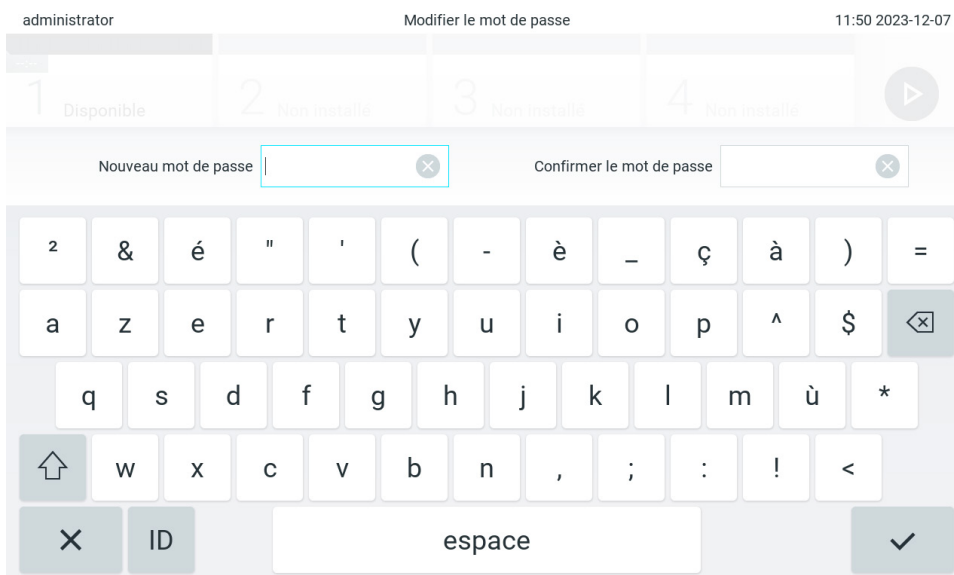 administrator Modifier le mot de passe 11:50 2023-12-07
1 Disponible 2 Non installé 3 Non installé 4 Non installé
Nouveau mot de passe Confirmer le mot de passe
² & é " ' ( - è _ ç à ) =
a z e r t y u i o p ^ $
q s d f g h j k l m ù *
w x c v b n , ; : ! <
ID espace